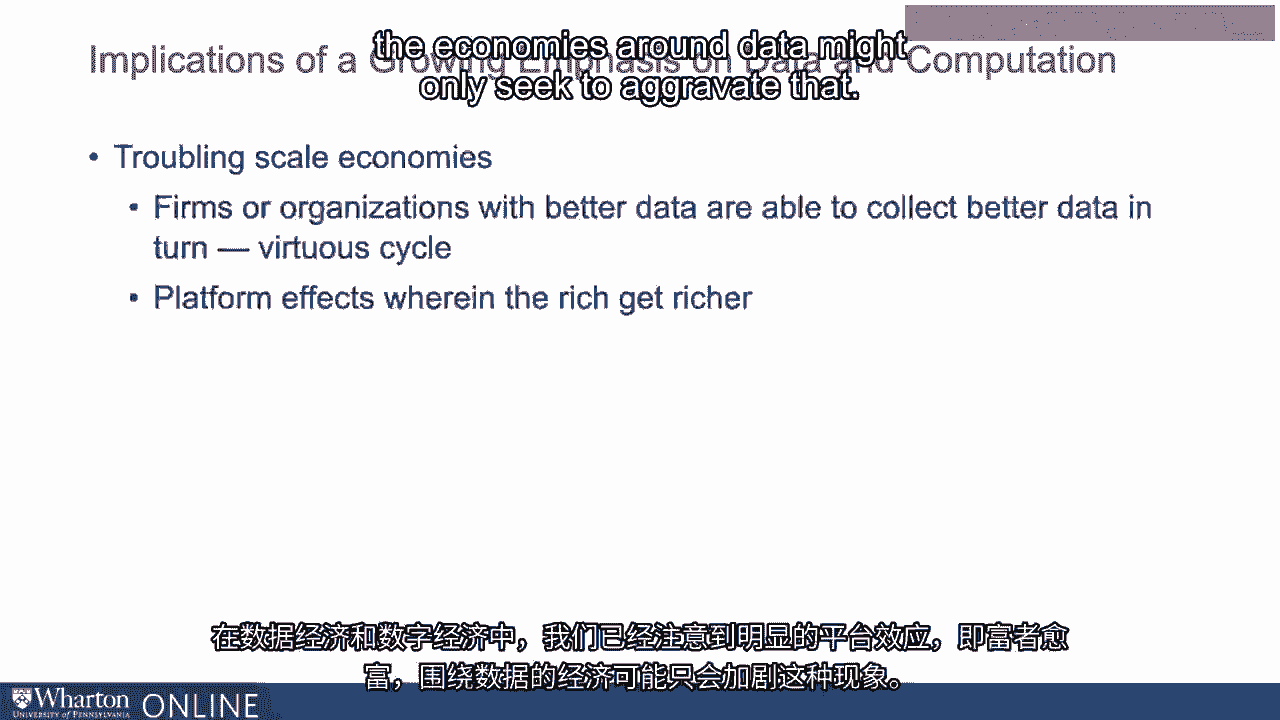 the economies around data might
only seek to aggravate that.
Implications of a Growing Emphasis on Data and Computation
• Troubling scale economies
• Firms or organizations with better data are able to collect better data in
turn — virtuous cycle
• Platform effects wherein the rich get richer
在数据经济和数字经济中，我们已经注意到明显的平台效应，即富者愈
富，围绕数据的经济可能只会加剧这种现象。
Wharton
UNIVERSITY of PENNSYLVANIA
ONLINE